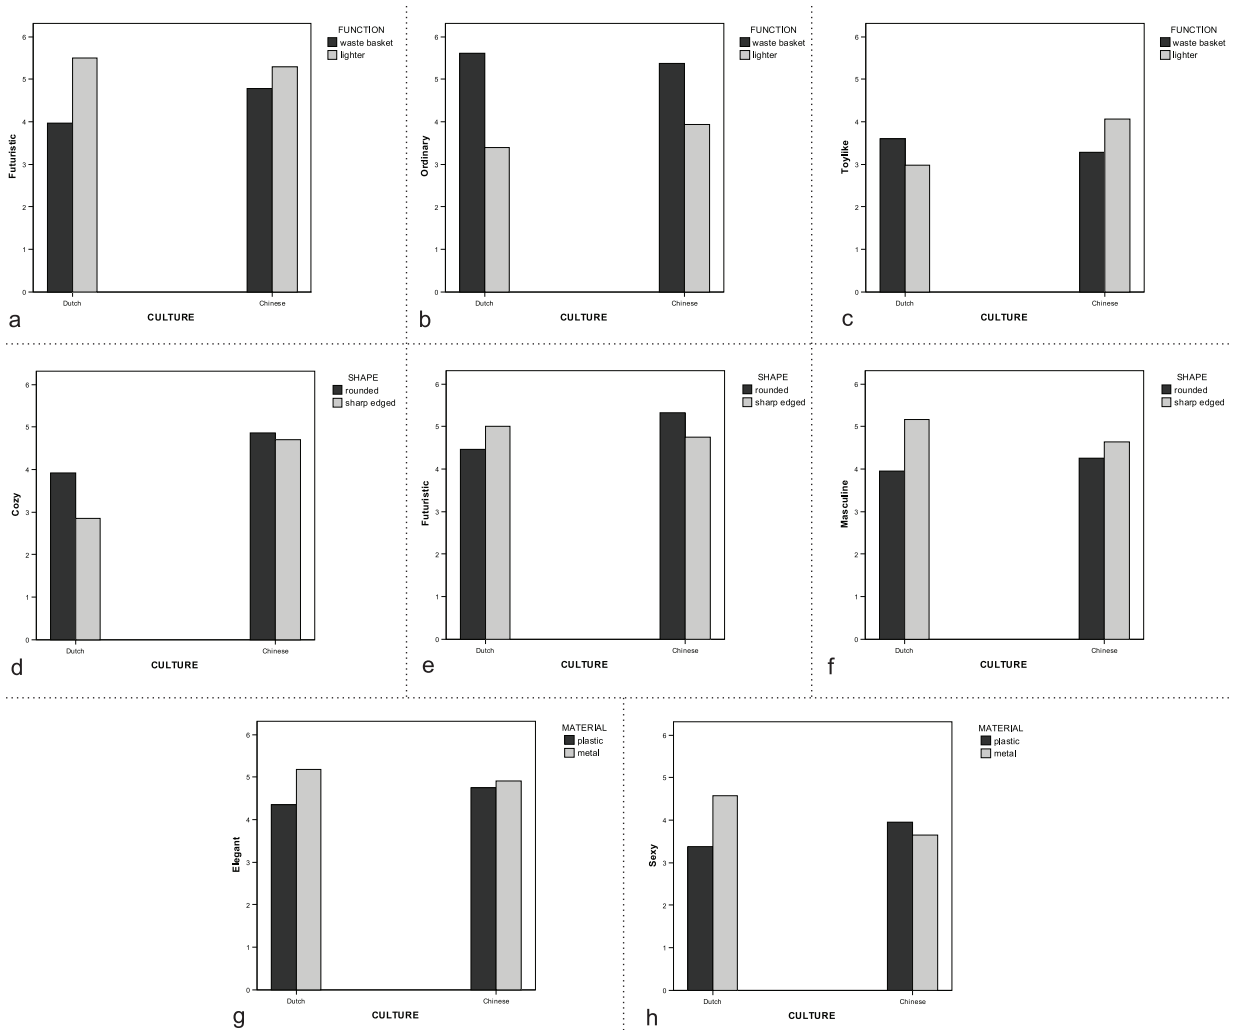 FUNCTION
waste basket
lighter
6
5
4
3
2
1
0
Futuristic
Dutch
Chinese
CULTURE
a
FUNCTION
waste basket
lighter
6
5
4
3
2
1
0
Ordinary
Dutch
Chinese
CULTURE
b
FUNCTION
waste basket
lighter
6
5
4
3
2
1
0
Toylike
Dutch
Chinese
CULTURE
c
SHAPE
rounded
sharp edged
6
5
4
3
2
1
0
Cozy
Dutch
Chinese
CULTURE
d
SHAPE
rounded
sharp edged
6
5
4
3
2
1
0
Futuristic
Dutch
Chinese
CULTURE
e
SHAPE
rounded
sharp edged
6
5
4
3
2
1
0
Masculine
Dutch
Chinese
CULTURE
f
MATERIAL
plastic
metal
6
5
4
3
2
1
0
Elegant
Dutch
Chinese
CULTURE
g
MATERIAL
plastic
metal
6
5
4
3
2
1
0
Sexy
Dutch
Chinese
CULTURE
h